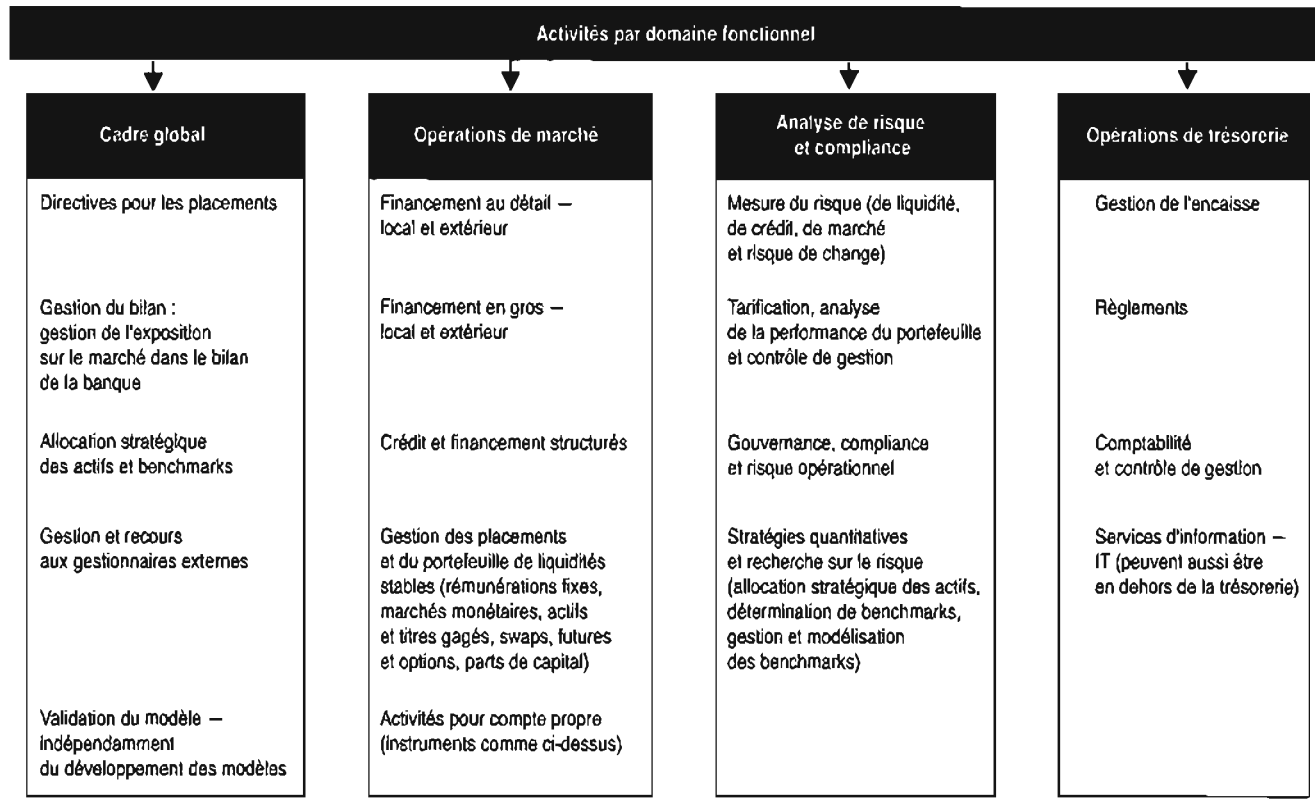 Activités par domaine fonctionnel
Cadre global
Directives pour les placements
Gestion du bilan :
gestion de l'exposition
sur le marché dans le bilan
de la banque
Allocation stratégique
des actifs et benchmarks
Gestion et recours
aux gestionnaires externes
Validation du modèle —
indépendamment
du développement des modèles
Opérations de marché
Financement au détail —
local et extérieur
Financement en gros —
local et extérieur
Crédit et financement structurés
Gestion des placements
et du portefeuille de liquidités
stables (rémunérations fixes,
marchés monétaires, actifs
et titres gagés, swaps, futures
et options, parts de capital)
Activités pour compte propre
(instruments comme ci-dessus)
Analyse de risque
et compliance
Mesure du risque (de liquidité,
de crédit, de marché
et risque de change)
Tarification, analyse
de la performance du portefeuille
et contrôle de gestion
Gouvernance, compliance
et risque opérationnel
Stratégies quantitatives
et recherche sur le risque
(allocation stratégique des actifs,
détermination de benchmarks,
gestion et modélisation
des benchmarks)
Opérations de trésorerie
Gestion de l'encaisse
Règlements
Comptabilité
et contrôle de gestion
Services d'information —
IT (peuvent aussi être
en dehors de la trésorerie)